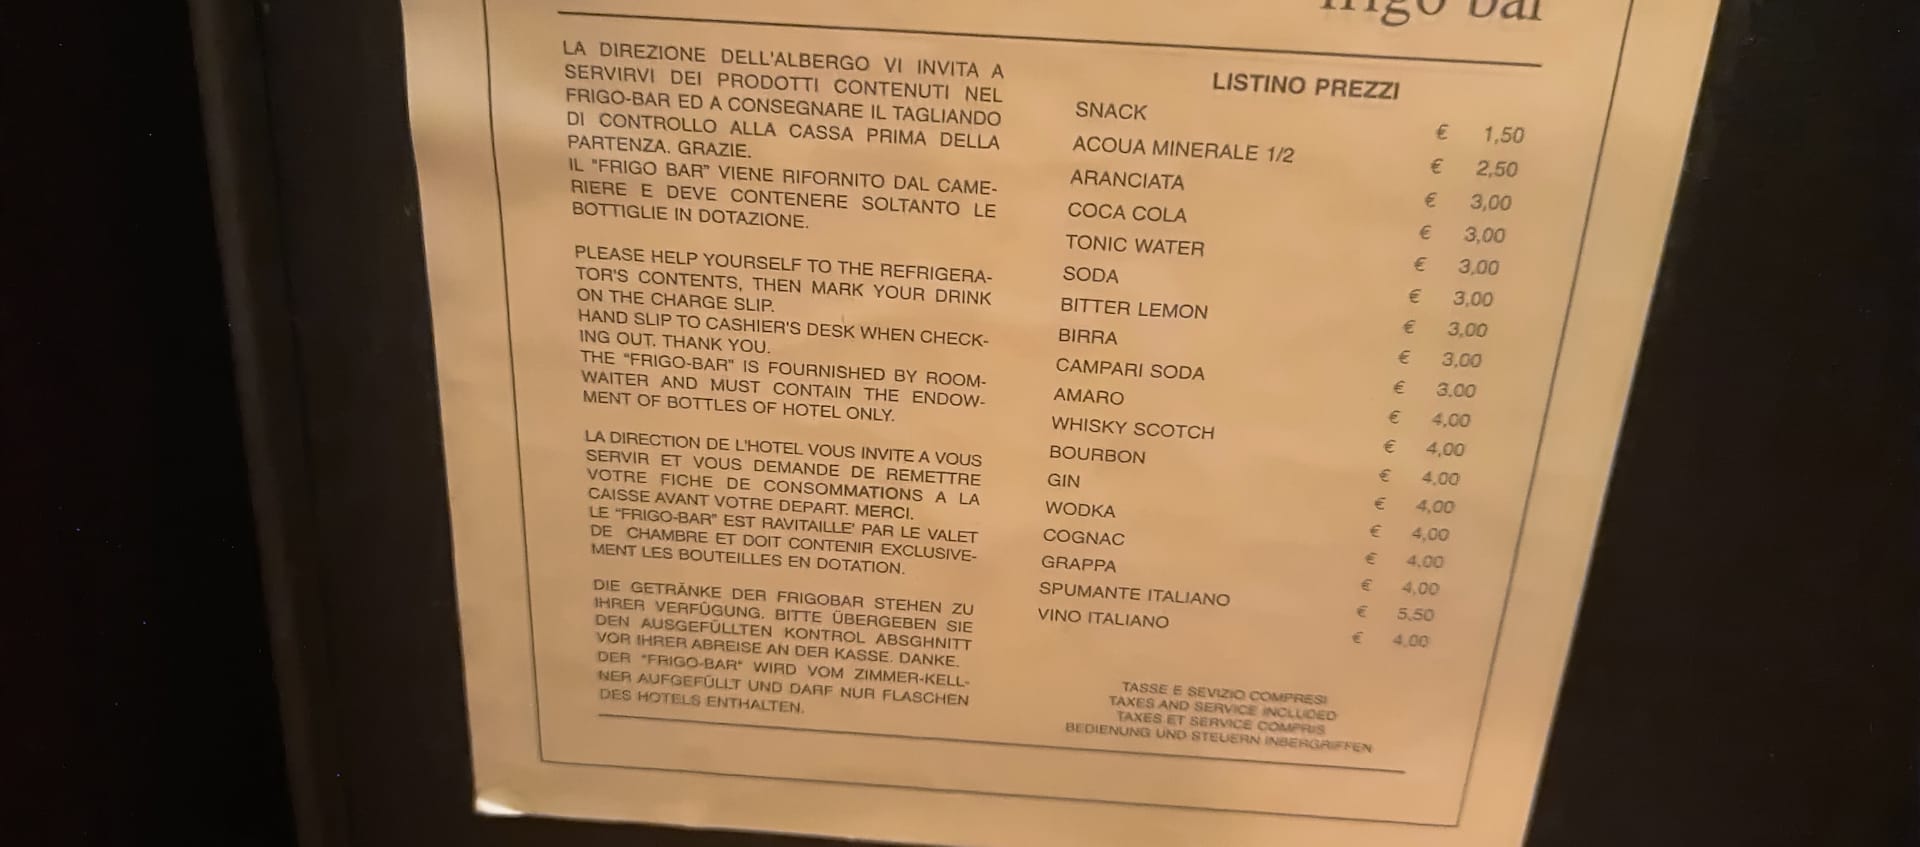 frigo bar
LA DIREZIONE DELL'ALBERGO VI INVITA A
SERVIRVI DEI PRODOTTI CONTENUTI NEL
FRIGO-BAR ED A CONSEGNARE IL TAGLIANDO
DI CONTROLLO ALLA CASSA PRIMA DELLA
PARTENZA. GRAZIE.
IL "FRIGO BAR" VIENE RIFORNITO DAL CAME-
RIERE E DEVE CONTENERE SOLTANTO LE
BOTTIGLIE IN DOTAZIONE.
PLEASE HELP YOURSELF TO THE REFRIGERA-
TOR'S CONTENTS, THEN MARK YOUR DRINK
ON THE CHARGE SLIP.
HAND SLIP TO CASHIER'S DESK WHEN CHECK-
ING OUT. THANK YOU.
THE "FRIGO-BAR" IS FOURNISHED BY ROOM-
WAITER AND MUST CONTAIN THE ENDOW-
MENT OF BOTTLES OF HOTEL ONLY.
LA DIRECTION DE L'HOTEL VOUS INVITE A VOUS
SERVIR ET VOUS DEMANDE DE REMETTRE
VOTRE FICHE DE CONSOMMATIONS A LA
CAISSE AVANT VOTRE DEPART. MERCI.
LE "FRIGO-BAR" EST RAVITAILLE' PAR LE VALET
DE CHAMBRE ET DOIT CONTENIR EXCLUSIVE-
MENT LES BOUTEILLES EN DOTATION.
DIE GETRÄNKE DER FRIGOBAR STEHEN ZU
IHRER VERFÜGUNG. BITTE ÜBERGEBEN SIE
DEN AUSGEFÜLLTEN KONTROL ABSGHNITT
VOR IHRER ABREISE AN DER KASSE. DANKE.
DER "FRIGO-BAR" WIRD VOM ZIMMER-KELL-
NER AUFGEFÜLLT UND DARF NUR FLASCHEN
DES HOTELS ENTHALTEN.
LISTINO PREZZI
SNACK € 1,50
ACQUA MINERALE 1/2 € 2,50
ARANCIATA € 3,00
COCA COLA € 3,00
TONIC WATER € 3,00
SODA € 3,00
BITTER LEMON € 3,00
BIRRA € 3,00
CAMPARI SODA € 3.00
AMARO € 4,00
WHISKY SCOTCH € 4,00
BOURBON € 4,00
GIN € 4,00
WODKA € 4,00
COGNAC € 4,00
GRAPPA € 4,00
SPUMANTE ITALIANO € 5,50
VINO ITALIANO € 4,00
TASSE E SEVIZIO COMPRESI
TAXES AND SERVICE INCLUDED
TAXES ET SERVICE COMPRIS
BEDIENUNG UND STEUERN INBERGRIFFEN